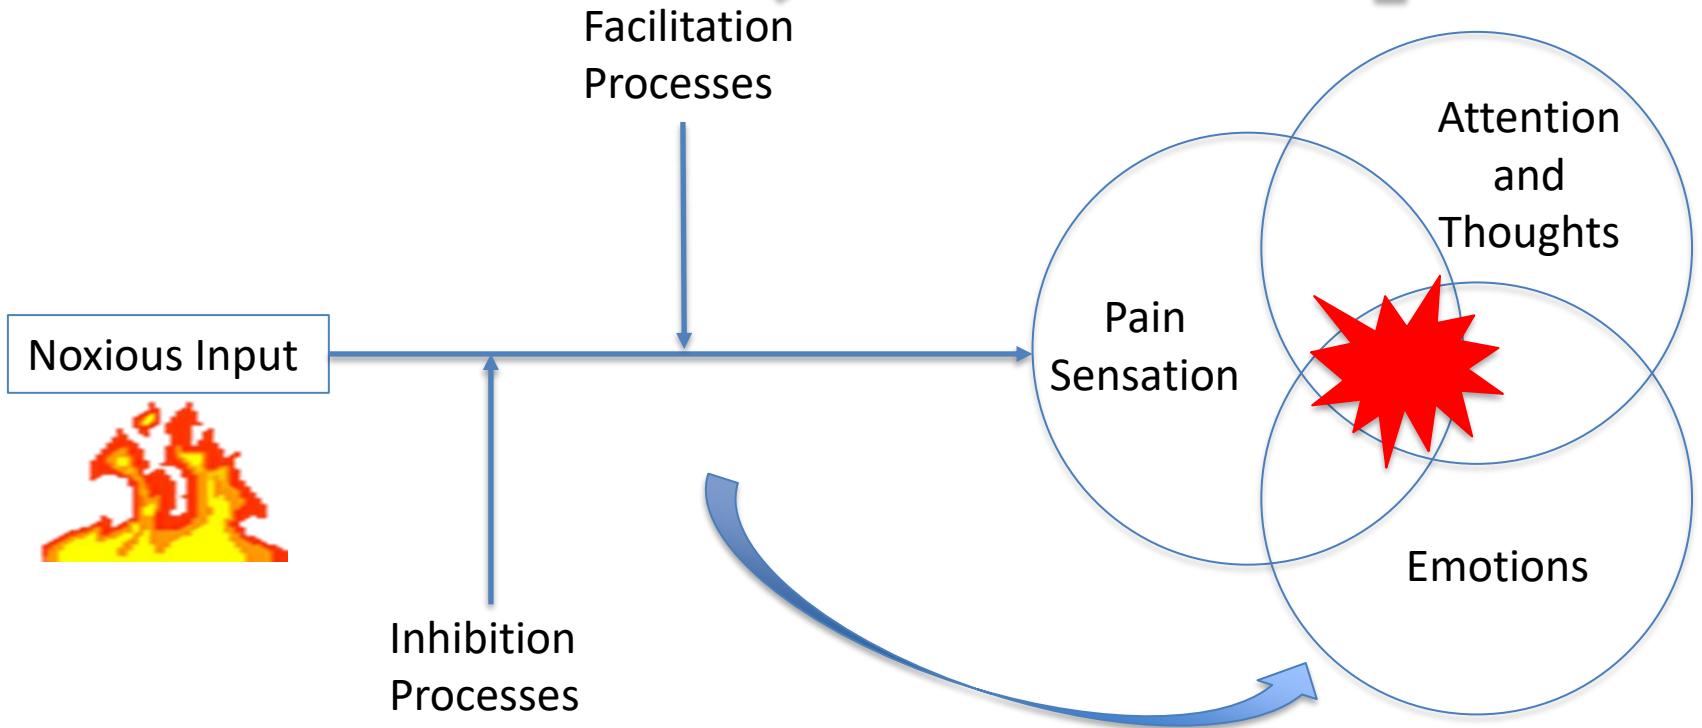 Facilitation
Processes
Attention
and
Thoughts
Pain
Sensation
Noxious Input
Emotions
Inhibition
Processes